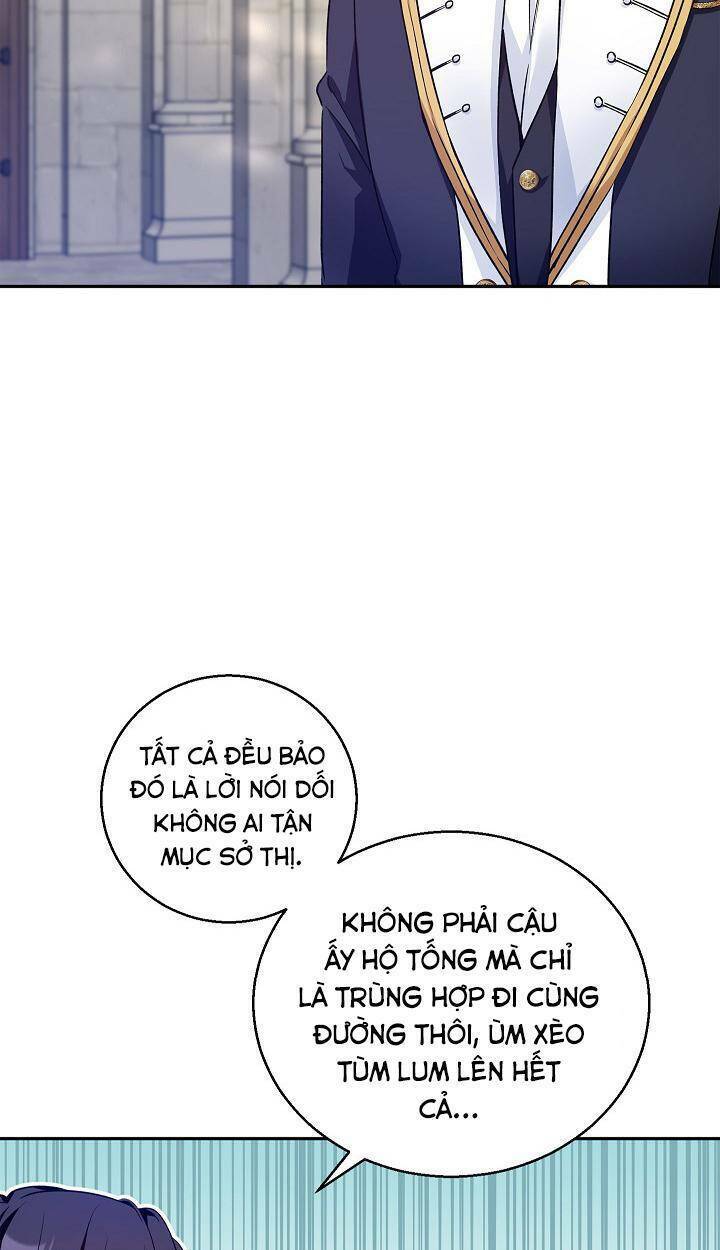 TẤT CẢ ĐỀU BẢO
ĐÓ LÀ LỜI NÓI DỐI
KHÔNG AI TẬN
MỤC SỞ THỊ.
KHÔNG PHẢI CẬU
ẤY HỘ TỐNG MÀ CHỈ
LÀ TRÙNG HỢP ĐI CÙNG
ĐƯỜNG THÔI, ÙM XÈO
TÙM LUM LÊN HẾT
CẢ...